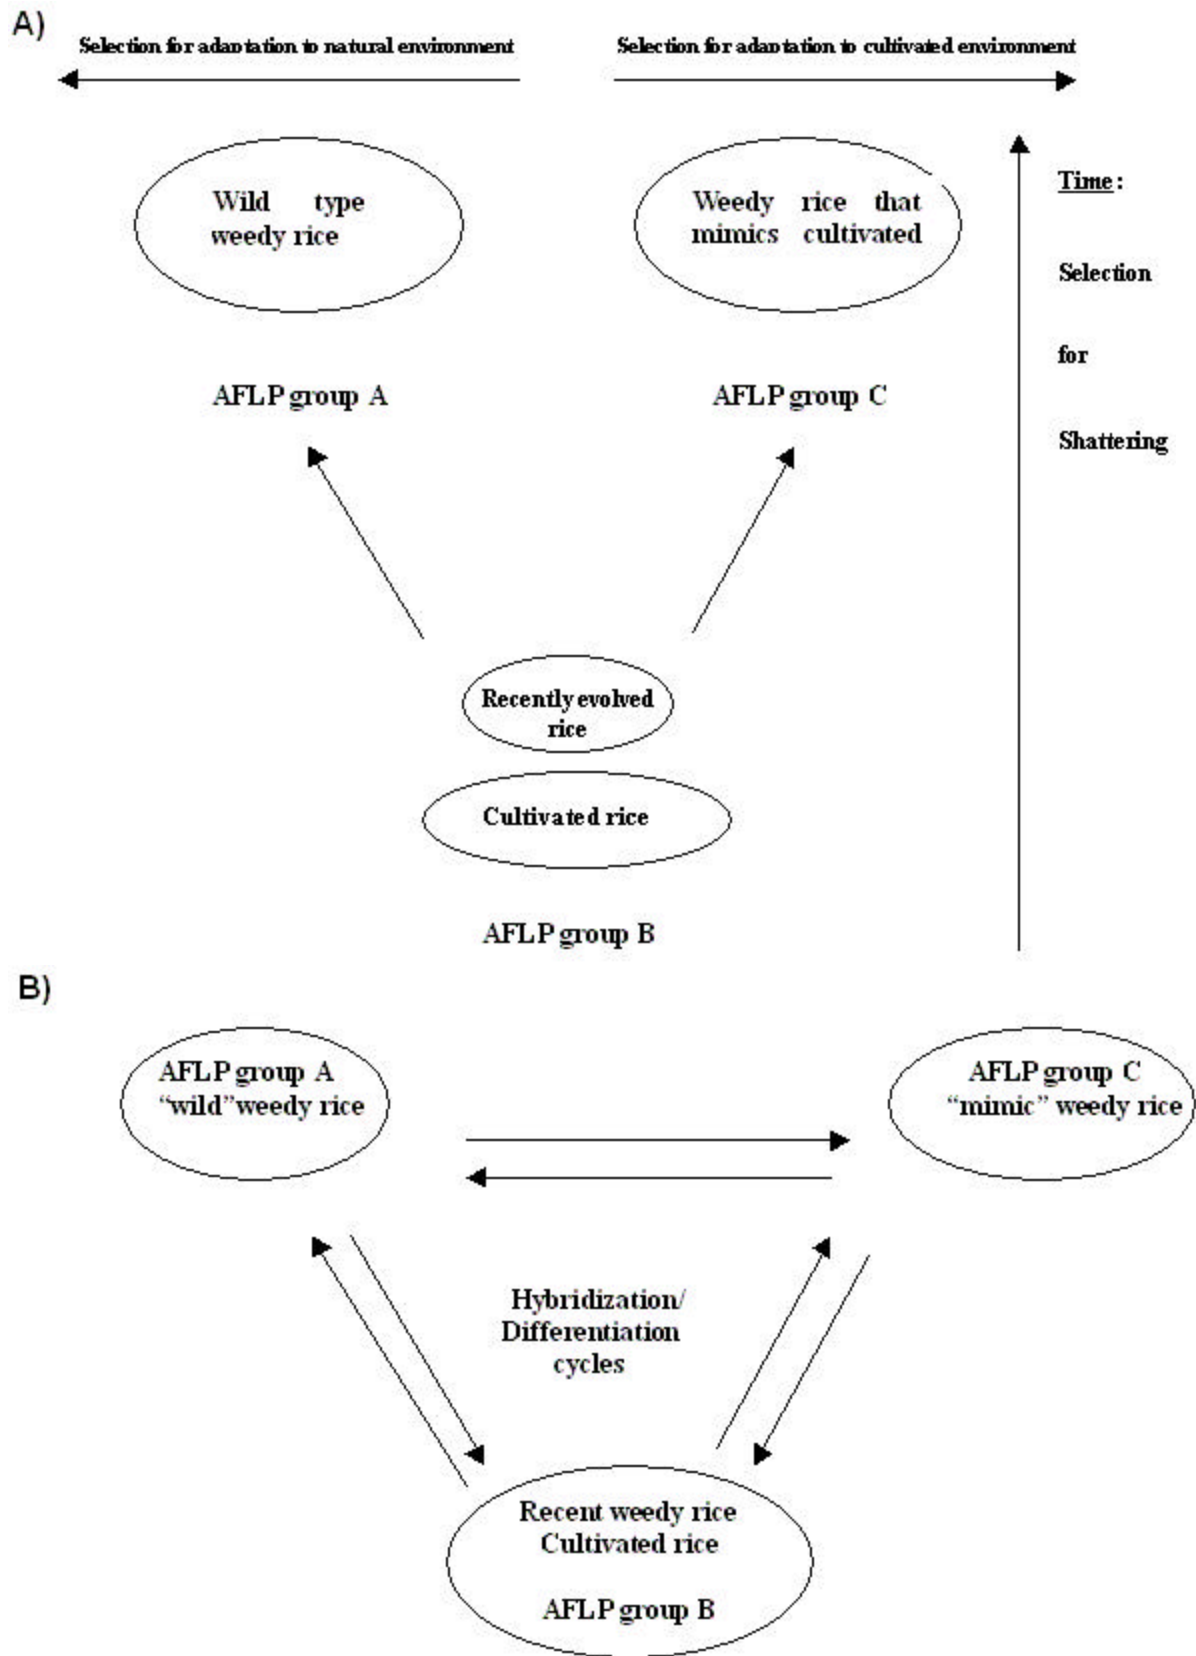 A)
Selection for adaptation to natural environment
Selection for adaptation to cultivated environment
Wild type
weedy rice
Weedy rice that
mimics cultivated
Time:
Selection
for
Shattering
AFLP group A
AFLP group C
Recently evolved
rice
Cultivated rice
AFLP group B
B)
AFLP group A
“wild” weedy rice
AFLP group C
“mimic” weedy rice
Hybridization/
Differentiation
cycles
Recent weedy rice
Cultivated rice
AFLP group B